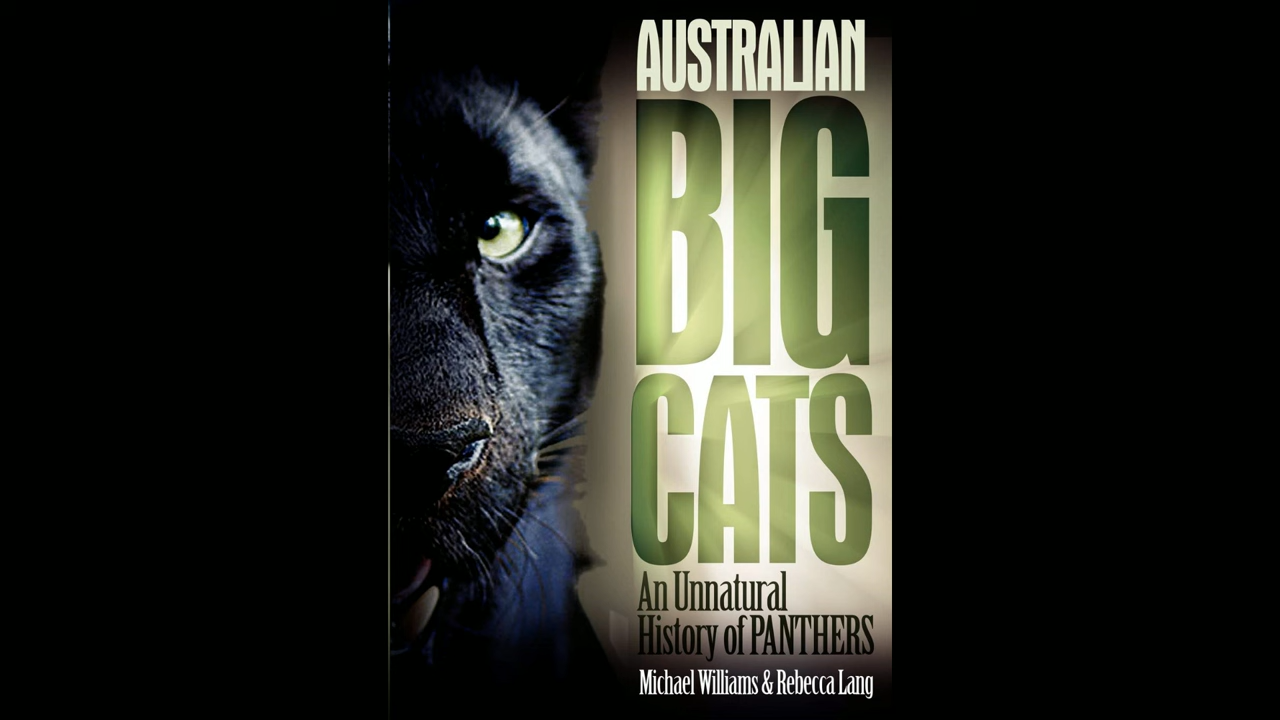 AUSTRALIAN
BIG
CATS
An Unnatural
History of PANTHERS
Michael Williams & Rebecca Lang